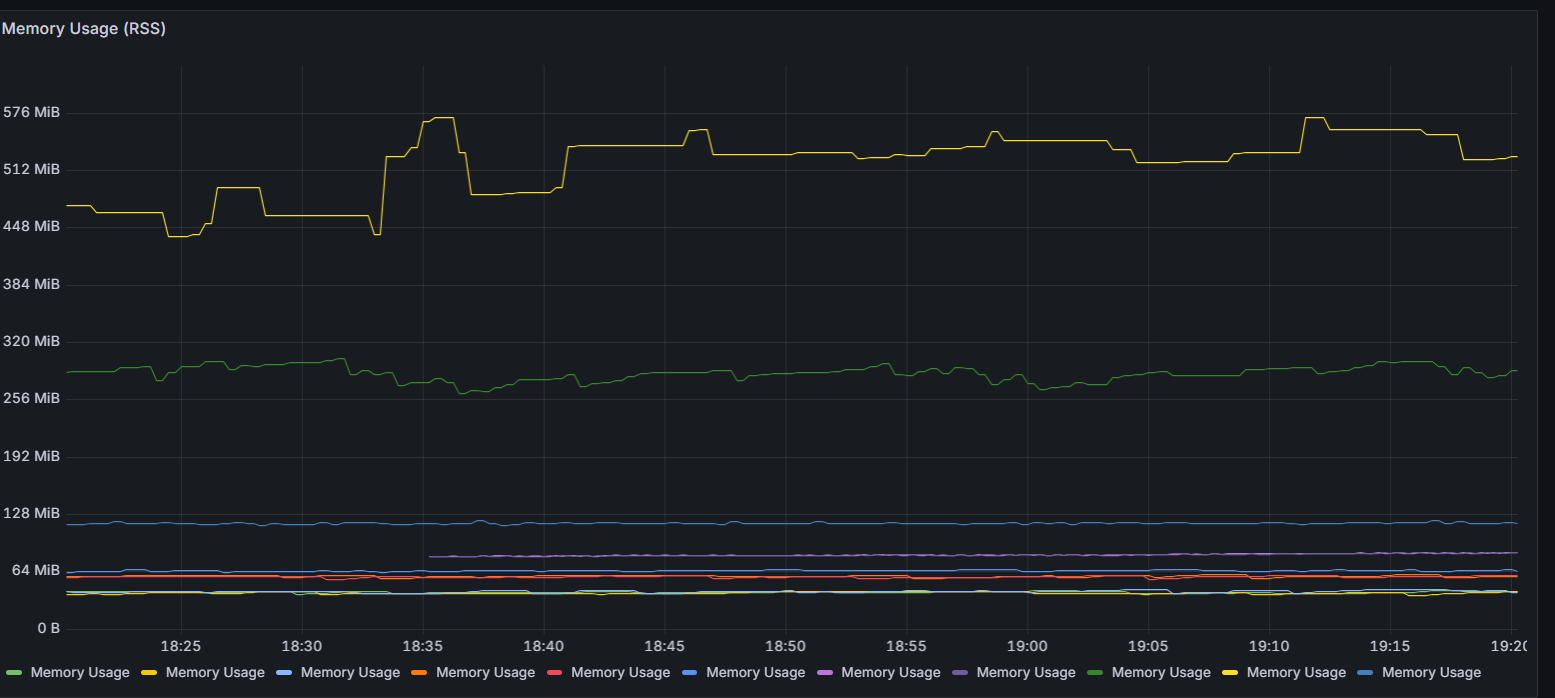 Memory Usage (RSS)
576 MiB
512 MiB
448 MiB
384 MiB
320 MiB
256 MiB
192 MiB
128 MiB
64 MiB
0 B
18:25 18:30 18:35 18:40 18:45 18:50 18:55 19:00 19:05 19:10 19:15
Memory Usage Memory Usage Memory Usage Memory Usage Memory Usage Memory Usage Memory Usage Memory Usage Memory Usage Memory Usage Memory Usage